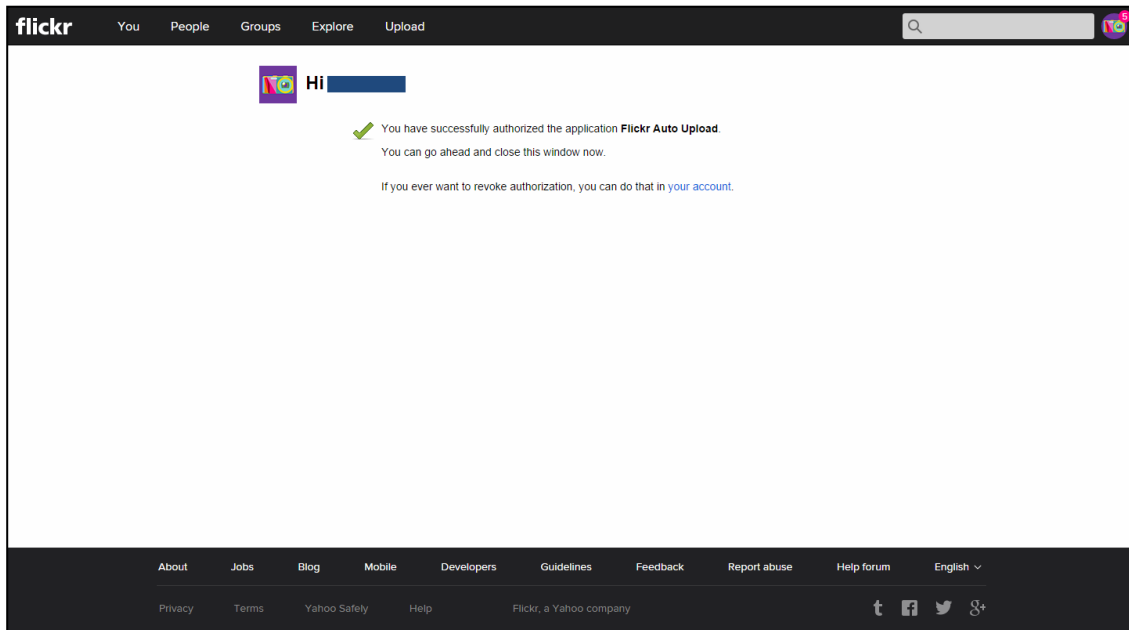 flickr You People Groups Explore Upload 5
Hi
You have successfully authorized the application Flickr Auto Upload.
You can go ahead and close this window now.
If you ever want to revoke authorization, you can do that in your account.
About Jobs Blog Mobile Developers Guidelines Feedback Report abuse Help forum English
Privacy Terms Yahoo Safely Help Flickr, a Yahoo company t f g+